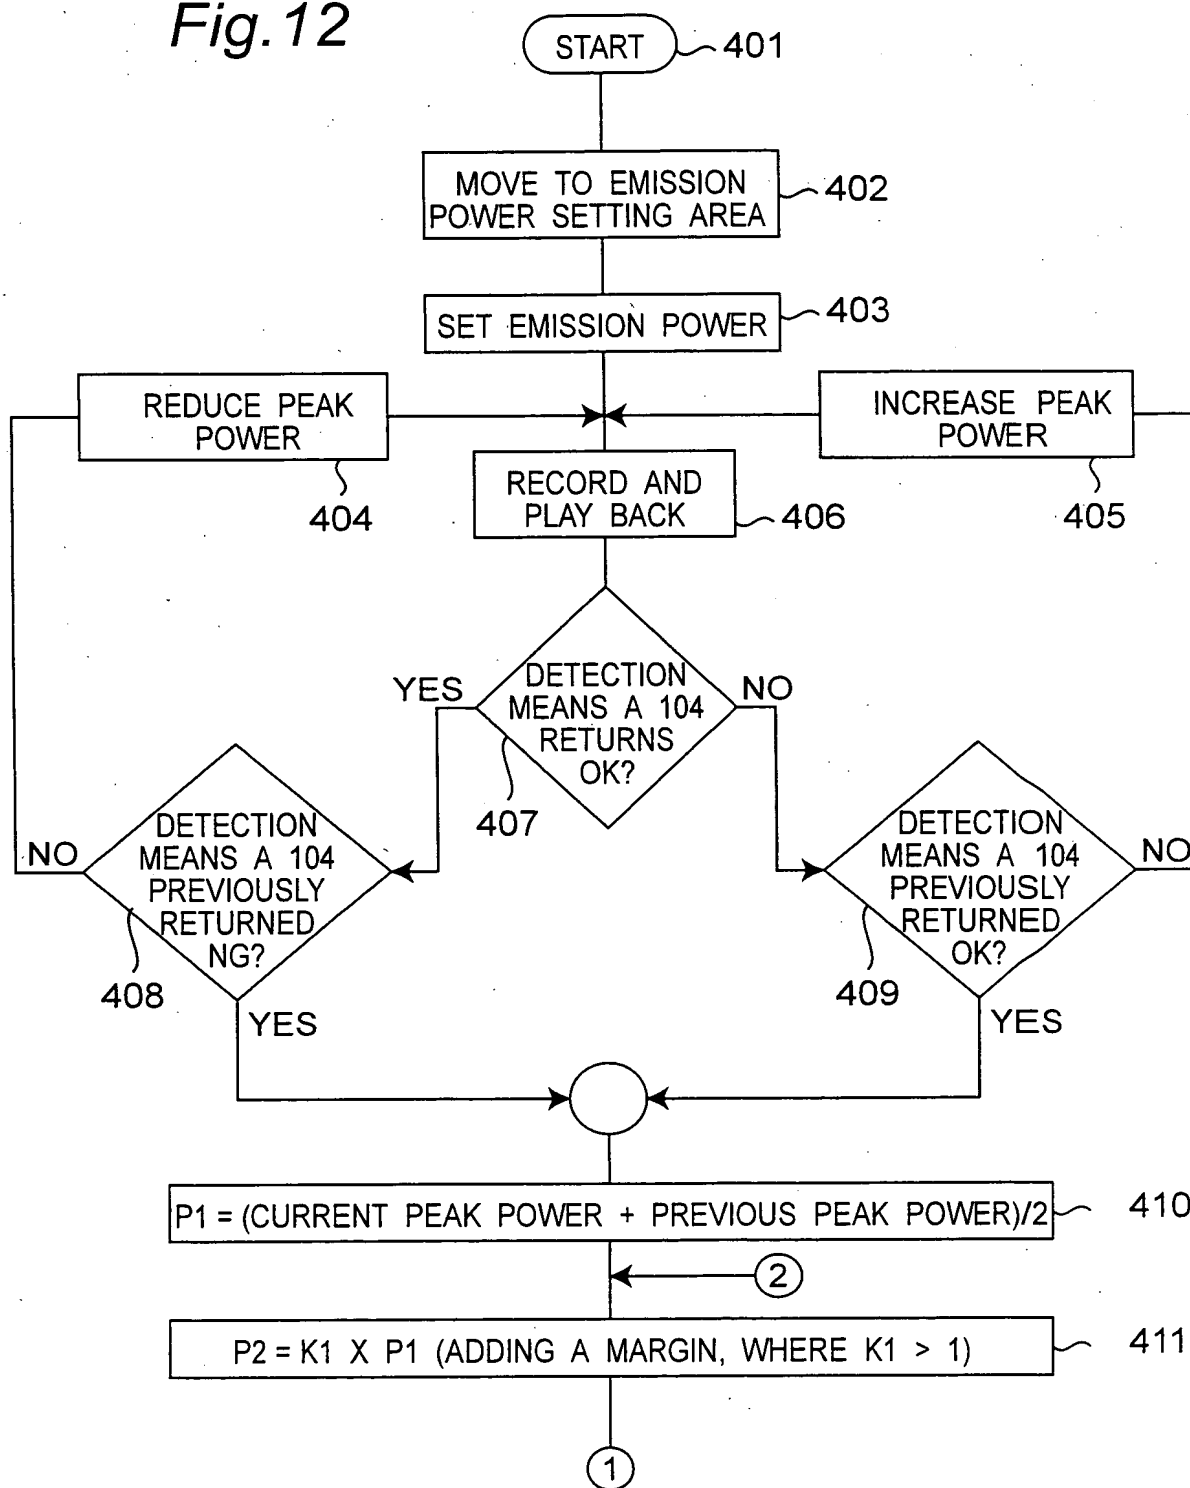 Fig.12
START
401
MOVE TO EMISSION
POWER SETTING AREA
402
SET EMISSION POWER
403
REDUCE PEAK
POWER
404
INCREASE PEAK
POWER
405
RECORD AND
PLAY BACK
406
DETECTION
MEANS A 104
RETURNS
OK?
YES
NO
407
DETECTION
MEANS A 104
PREVIOUSLY
RETURNED
NG?
NO
408
YES
DETECTION
MEANS A 104
PREVIOUSLY
RETURNED
OK?
NO
409
YES
P1 = (CURRENT PEAK POWER + PREVIOUS PEAK POWER)/2
410
2
P2 = K1 X P1 (ADDING A MARGIN, WHERE K1 > 1)
411
1